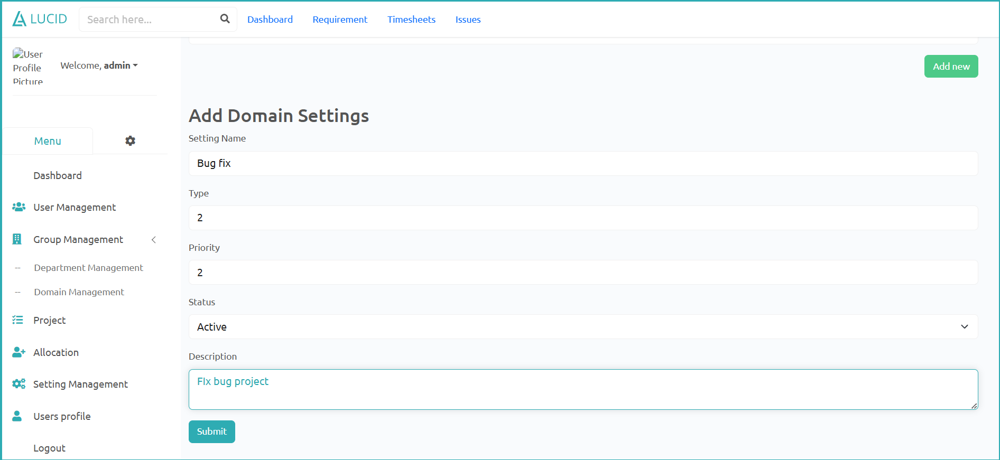 LUCID
Search here...
Dashboard
Requirement
Timesheets
Issues
User
Profile
Picture
Welcome, admin
Add new
Menu
Dashboard
User Management
Group Management
-- Department Management
-- Domain Management
Project
Allocation
Setting Management
Users profile
Logout
Add Domain Settings
Setting Name
Bug fix
Type
2
Priority
2
Status
Active
Description
FIx bug project
Submit